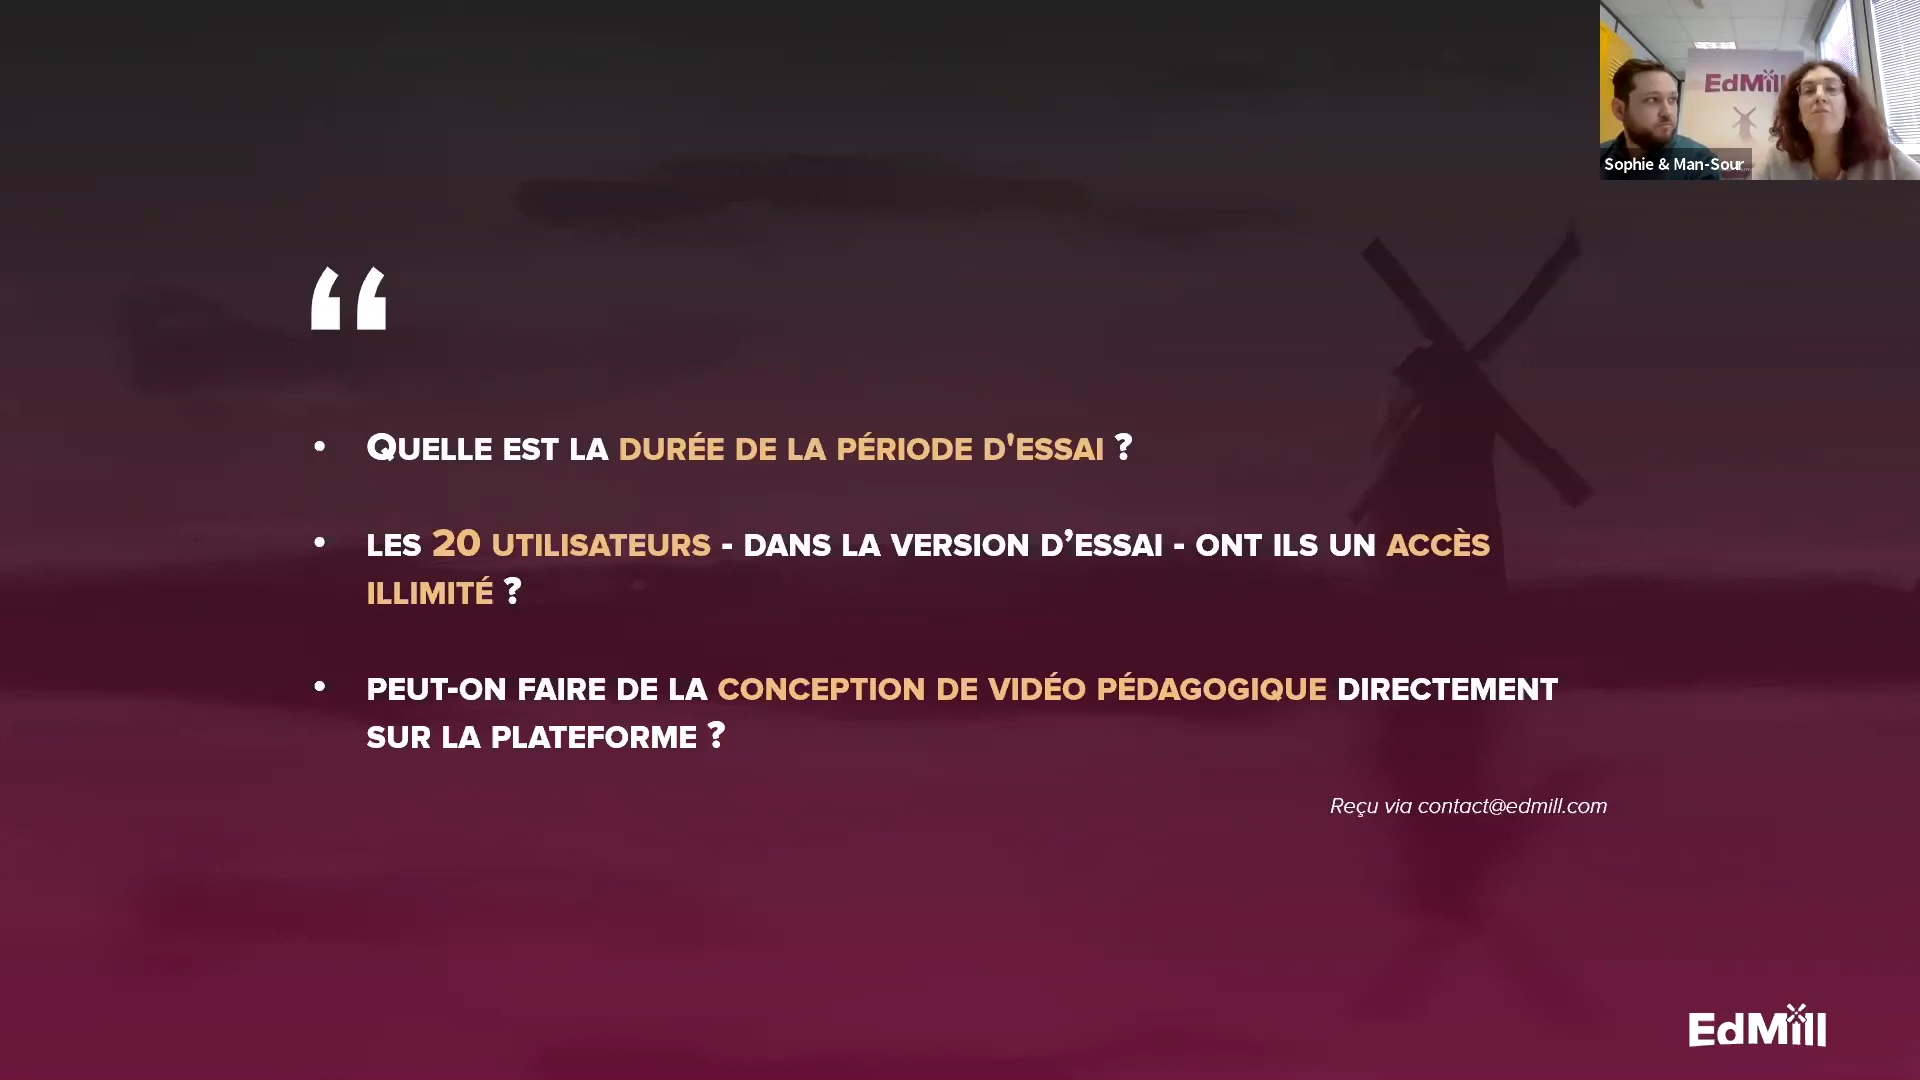 EdMill
Sophie & Man-Sour
“
• Quelle est la durée de la période d'essai ?
• les 20 utilisateurs - dans la version d’essai - ont ils un accès
illimité ?
• peut-on faire de la conception de vidéo pédagogique directement
sur la plateforme ?
Reçu via contact@edmill.com
EdMill